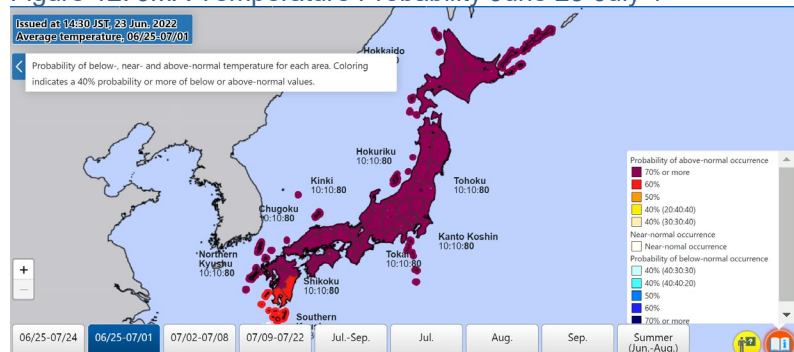 Issued at 14:30 JST, 23 Jun. 2022
Average temperature, 06/25-07/01
Probability of below-, near- and above-normal temperature for each area. Coloring
indicates a 40% probability or more of below or above-normal values.
Hokkaido
Hokuriku
10:10:80
Tohoku
10:10:80
Kinki
10:10:80
Chugoku
10:10:80
Kanto Koshin
10:10:80
Northern
Kyushu
10:10:80
Shikoku
10:10:80
Southern
Probability of above-normal occurrence
70% or more
60%
50%
40% (20:40:40)
40% (30:30:40)
Near-normal occurrence
Near-nomal occurrence
Probability of below-normal occurrence
40% (40:30:30)
40% (40:40:20)
50%
60%
70% or more
+
−
06/25-07/24
06/25-07/01
07/02-07/08
07/09-07/22
Jul.-Sep.
Jul.
Aug.
Sep.
Summer
(Jun.-Aug.)